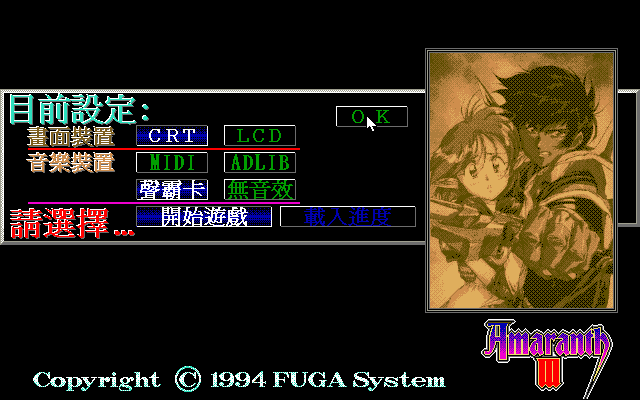 目前設定:
OK
畫面裝置 CRT LCD
音樂裝置 MIDI ADLIB
聲霸卡 無音效
請選擇... 開始遊戲 載入進度
Amaranth
III
Copyright © 1994 FUGA System